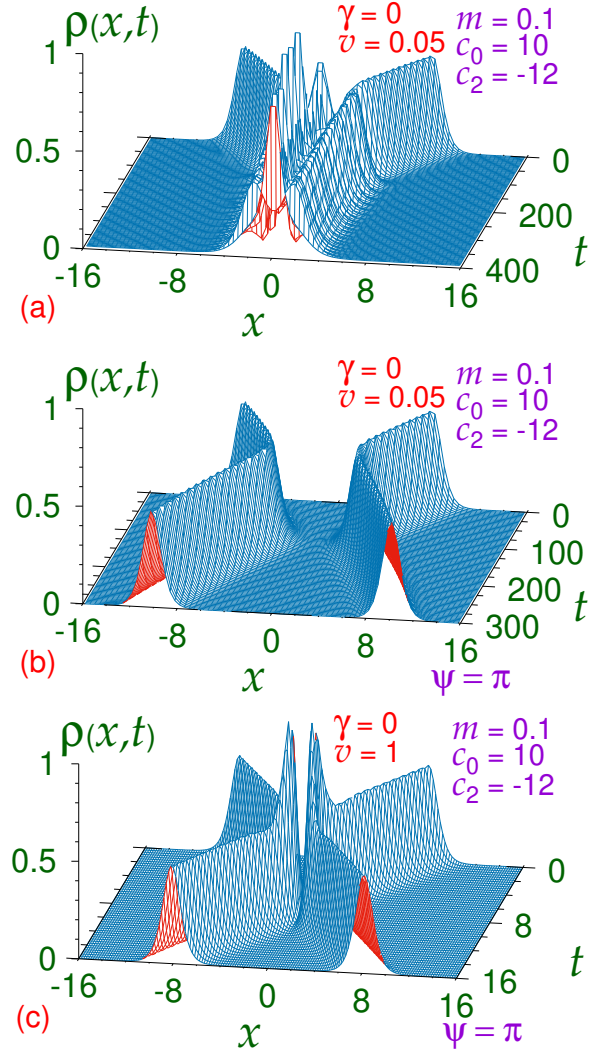 ρ(x,t)
γ = 0
v = 0.05
m = 0.1
c₀ = 10
c₂ = -12
1
0.5
0
-16
-8
0
8
16
x
0
200
400
t
(a)
ρ(x,t)
γ = 0
v = 0.05
m = 0.1
c₀ = 10
c₂ = -12
1
0.5
0
-16
-8
0
8
16
x
0
100
200
300
t
(b)
ψ = π
ρ(x,t)
γ = 0
v = 1
m = 0.1
c₀ = 10
c₂ = -12
1
0.5
0
-16
-8
0
8
16
x
0
8
16
t
(c)
ψ = π